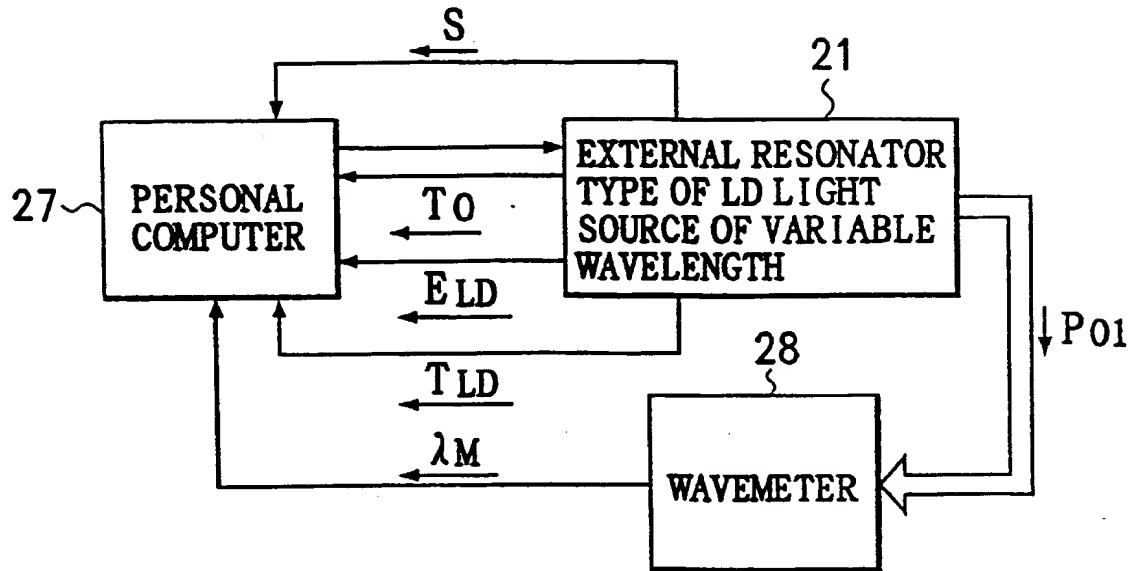 S
21
EXTERNAL RESONATOR
TYPE OF LD LIGHT
SOURCE OF VARIABLE
WAVELENGTH
27
PERSONAL
COMPUTER
TO
ELD
PO1
28
TLD
λM
WAVEMETER